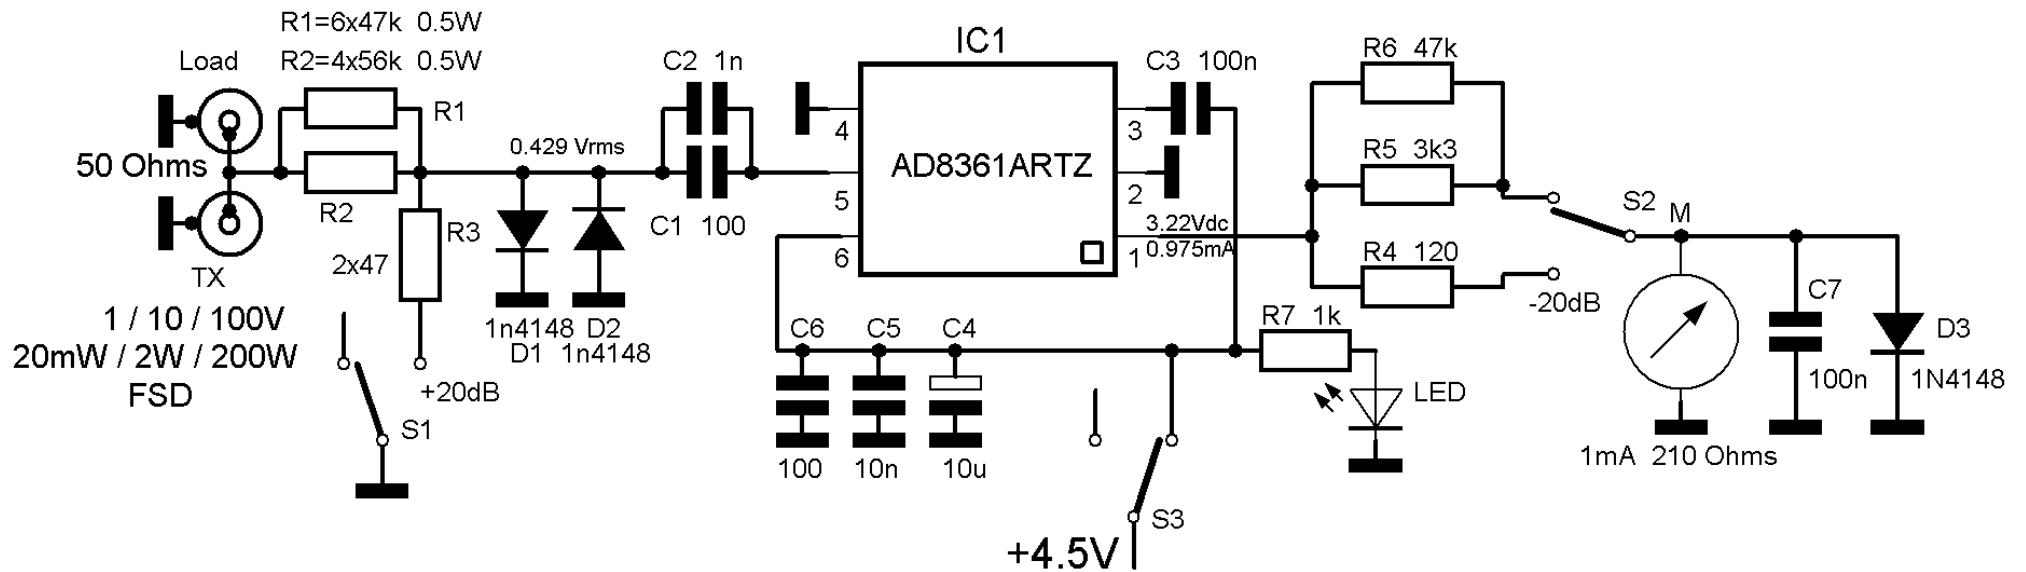 R1=6x47k 0.5W
R2=4x56k 0.5W
Load
R1
50 Ohms
R2
TX
1 / 10 / 100V
20mW / 2W / 200W
FSD
2x47
R3
+20dB
S1
0.429 Vrms
1n4148 D2
D1 1n4148
C2 1n
C1 100
IC1
AD8361ARTZ
4
5
6
3
2
1
C3 100n
3.22Vdc
0.975mA
C6
C5
C4
100
10n
10u
R7 1k
LED
S3
+4.5V
R6 47k
R5 3k3
R4 120
S2
-20dB
M
1mA 210 Ohms
C7
100n
D3
1N4148